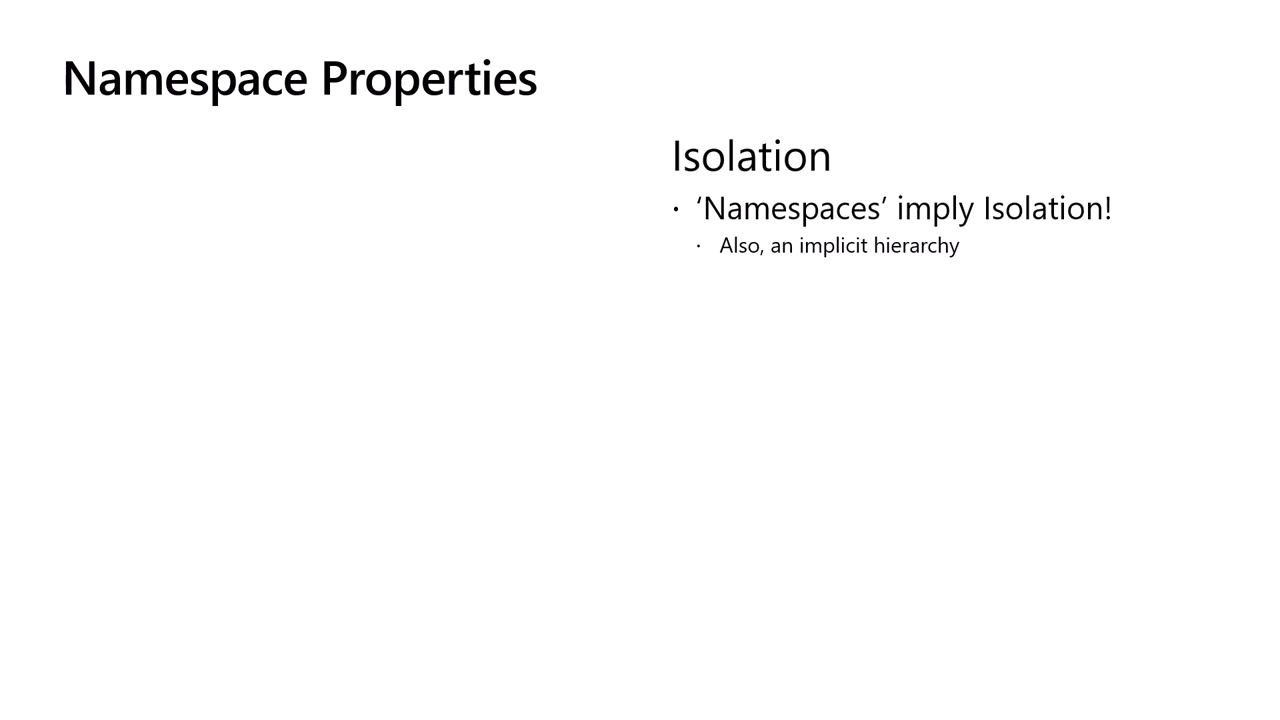 Namespace Properties
Isolation
· ‘Namespaces’ imply Isolation!
· Also, an implicit hierarchy